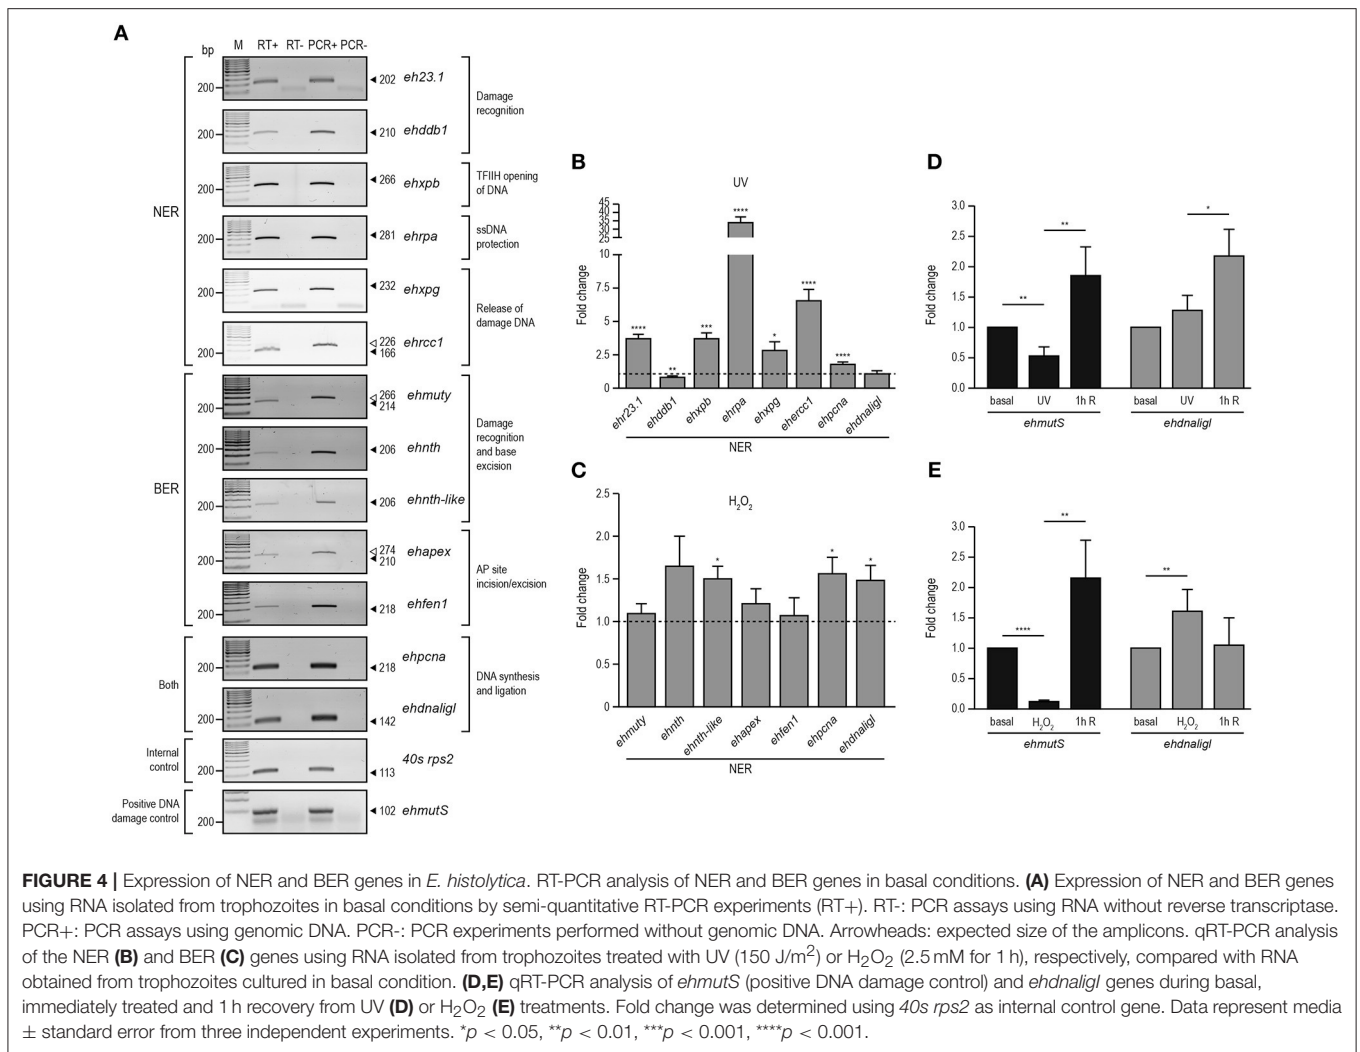 A
bp M RT+ RT- PCR+ PCR-
NER
200 202 eh23.1
Damage
recognition
200 210 ehddb1
200 266 ehxpb
TFIIH opening
of DNA
200 281 ehrpa
ssDNA
protection
200 232 ehxpg
Release of
damage DNA
200 226 ehrcc1
166
BER
200 266 ehmuty
214
Damage
recognition
and base
excision
200 206 ehnth
200 206 ehnth-like
200 274 ehapex
210
AP site
incision/excision
200 218 ehfen1
Both
200 218 ehpcna
DNA synthesis
and ligation
200 142 ehdnaligI
Internal
control
200 113 40s rps2
Positive DNA
damage control
200 102 ehmutS
B
UV
Fold change
45
40
35
30
25
10
7.5
5
2.5
0
**** ** *** **** * **** ****
ehr23.1 ehddb1 ehxpb ehrpa ehxpg ehercc1 ehpcna ehdnaligI
NER
C
H2O2
Fold change
2.5
2.0
1.5
1.0
0.5
0.0
* * *
ehmuty ehnth ehnth-like ehapex ehfen1 ehpcna ehdnaligI
NER
D
Fold change
3.0
2.5
2.0
1.5
1.0
0.5
0.0
** ** *
basal UV 1h R basal UV 1h R
ehmutS ehdnaligI
E
Fold change
3.0
2.5
2.0
1.5
1.0
0.5
0.0
**** ** **
basal H2O2 1h R basal H2O2 1h R
ehmutS ehdnaligI
FIGURE 4 | Expression of NER and BER genes in E. histolytica. RT-PCR analysis of NER and BER genes in basal conditions. (A) Expression of NER and BER genes
using RNA isolated from trophozoites in basal conditions by semi-quantitative RT-PCR experiments (RT+). RT-: PCR assays using RNA without reverse transcriptase.
PCR+: PCR assays using genomic DNA. PCR-: PCR experiments performed without genomic DNA. Arrowheads: expected size of the amplicons. qRT-PCR analysis
of the NER (B) and BER (C) genes using RNA isolated from trophozoites treated with UV (150 J/m2) or H2O2 (2.5 mM for 1 h), respectively, compared with RNA
obtained from trophozoites cultured in basal condition. (D,E) qRT-PCR analysis of ehmutS (positive DNA damage control) and ehdnaligI genes during basal,
immediately treated and 1 h recovery from UV (D) or H2O2 (E) treatments. Fold change was determined using 40s rps2 as internal control gene. Data represent media
± standard error from three independent experiments. *p < 0.05, **p < 0.01, ***p < 0.001, ****p < 0.001.